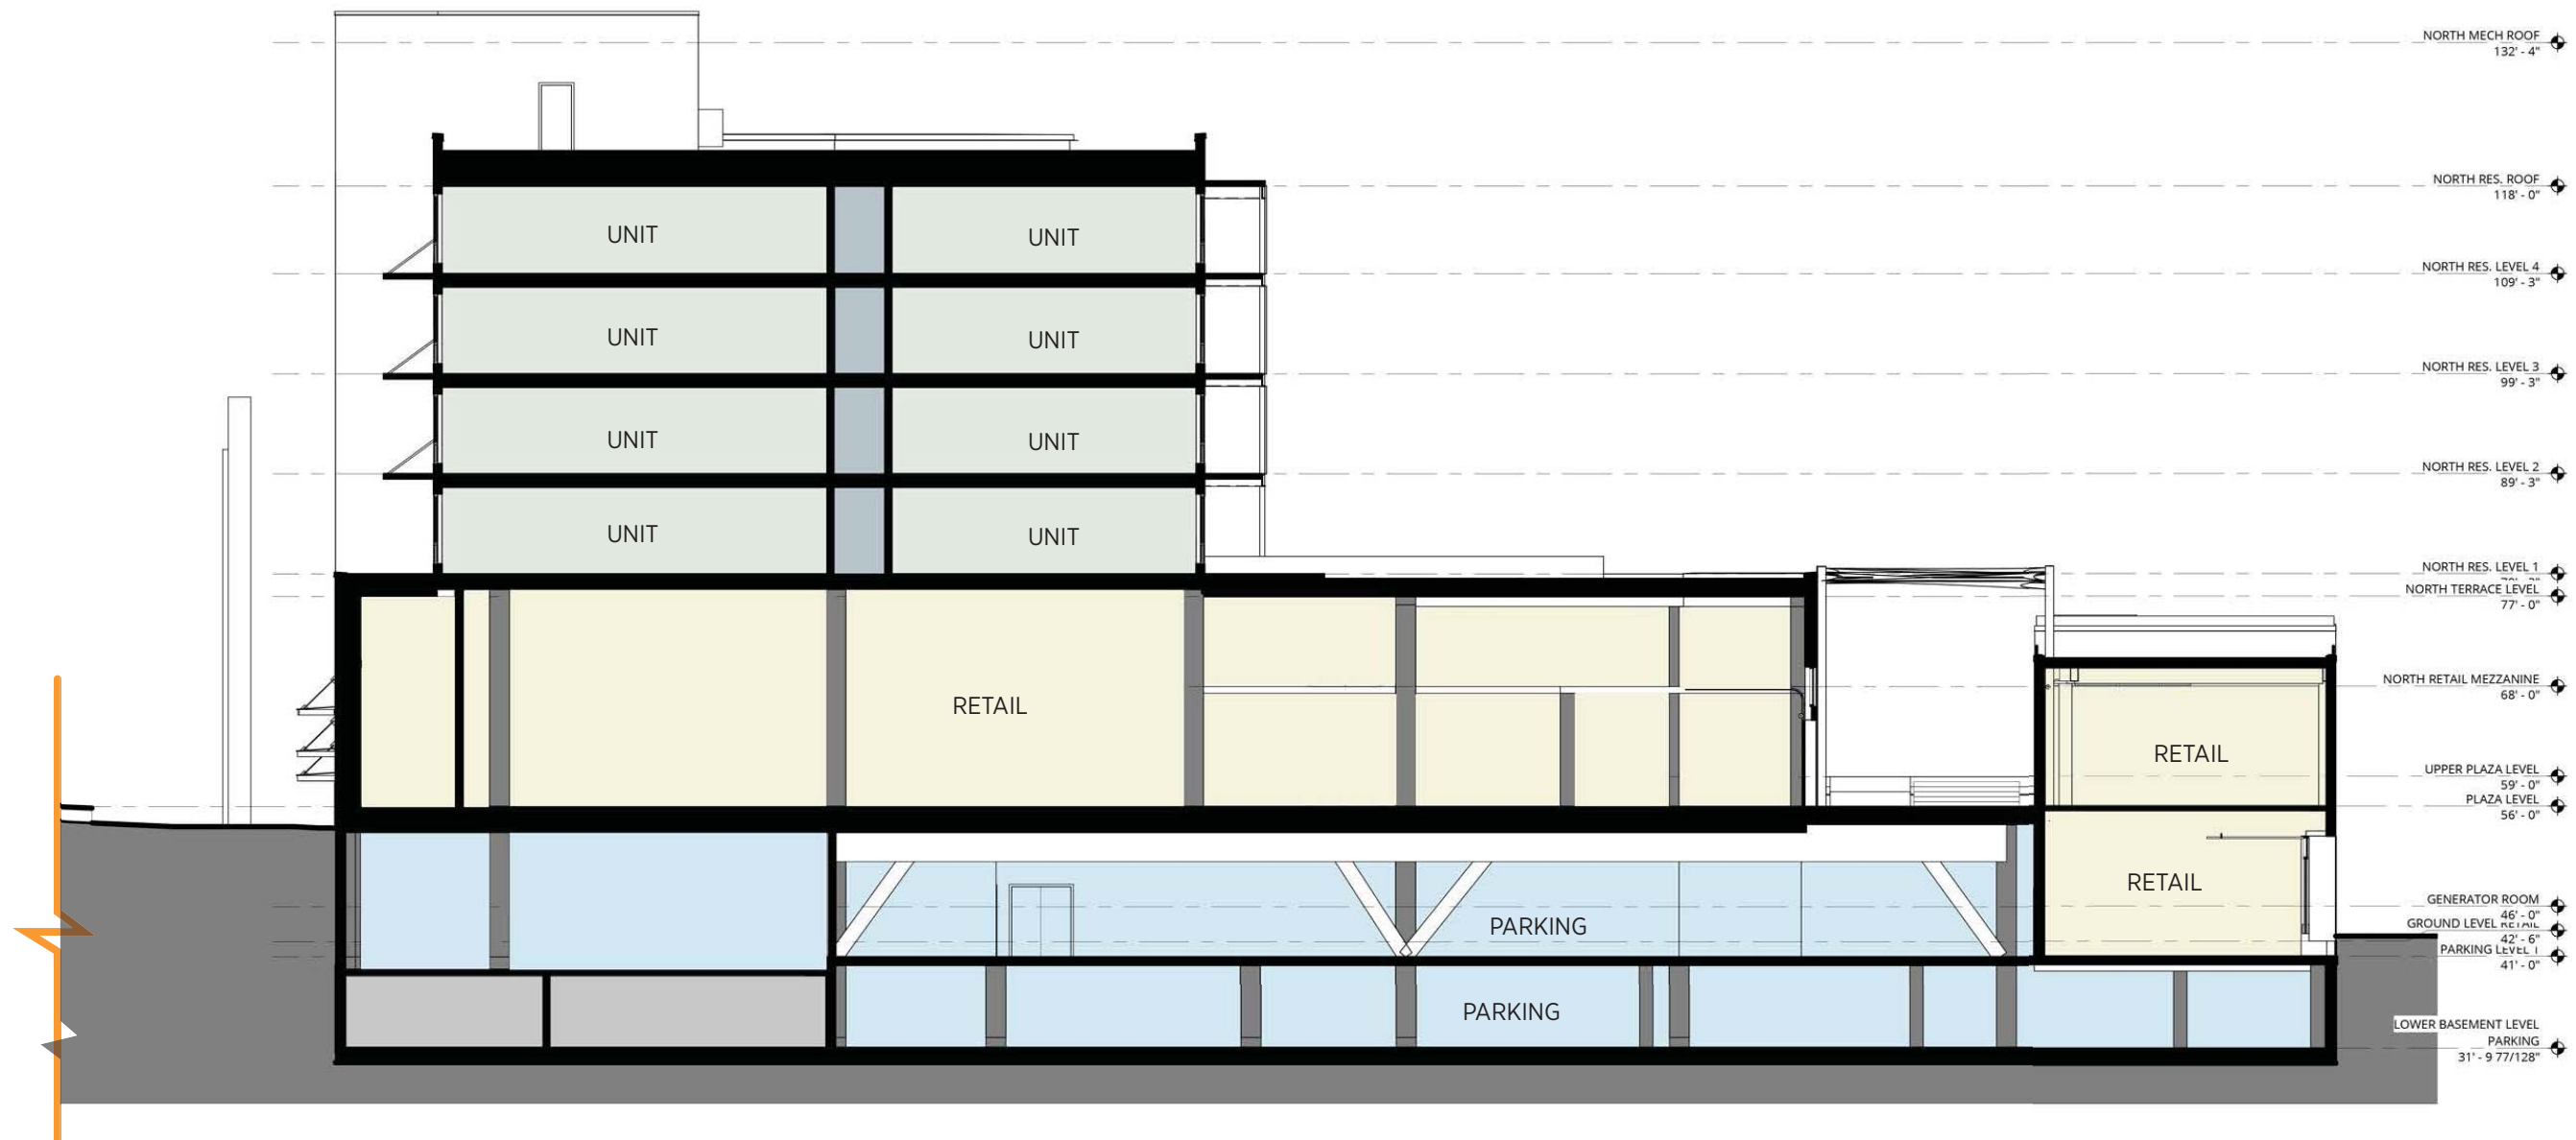 NORTH MECH ROOF
132' - 4"
NORTH RES. ROOF
118' - 0"
UNIT UNIT
NORTH RES. LEVEL 4
109' - 3"
UNIT UNIT
NORTH RES. LEVEL 3
99' - 3"
UNIT UNIT
NORTH RES. LEVEL 2
89' - 3"
UNIT UNIT
NORTH RES. LEVEL 1
NORTH TERRACE LEVEL
77' - 0"
NORTH RETAIL MEZZANINE
68' - 0"
RETAIL
RETAIL
UPPER PLAZA LEVEL
59' - 0"
PLAZA LEVEL
56' - 0"
RETAIL
GENERATOR ROOM
46' - 0"
GROUND LEVEL RETAIL
42' - 6"
PARKING
PARKING LEVEL 1
41' - 0"
PARKING
LOWER BASEMENT LEVEL
PARKING
31' - 9 77/128"